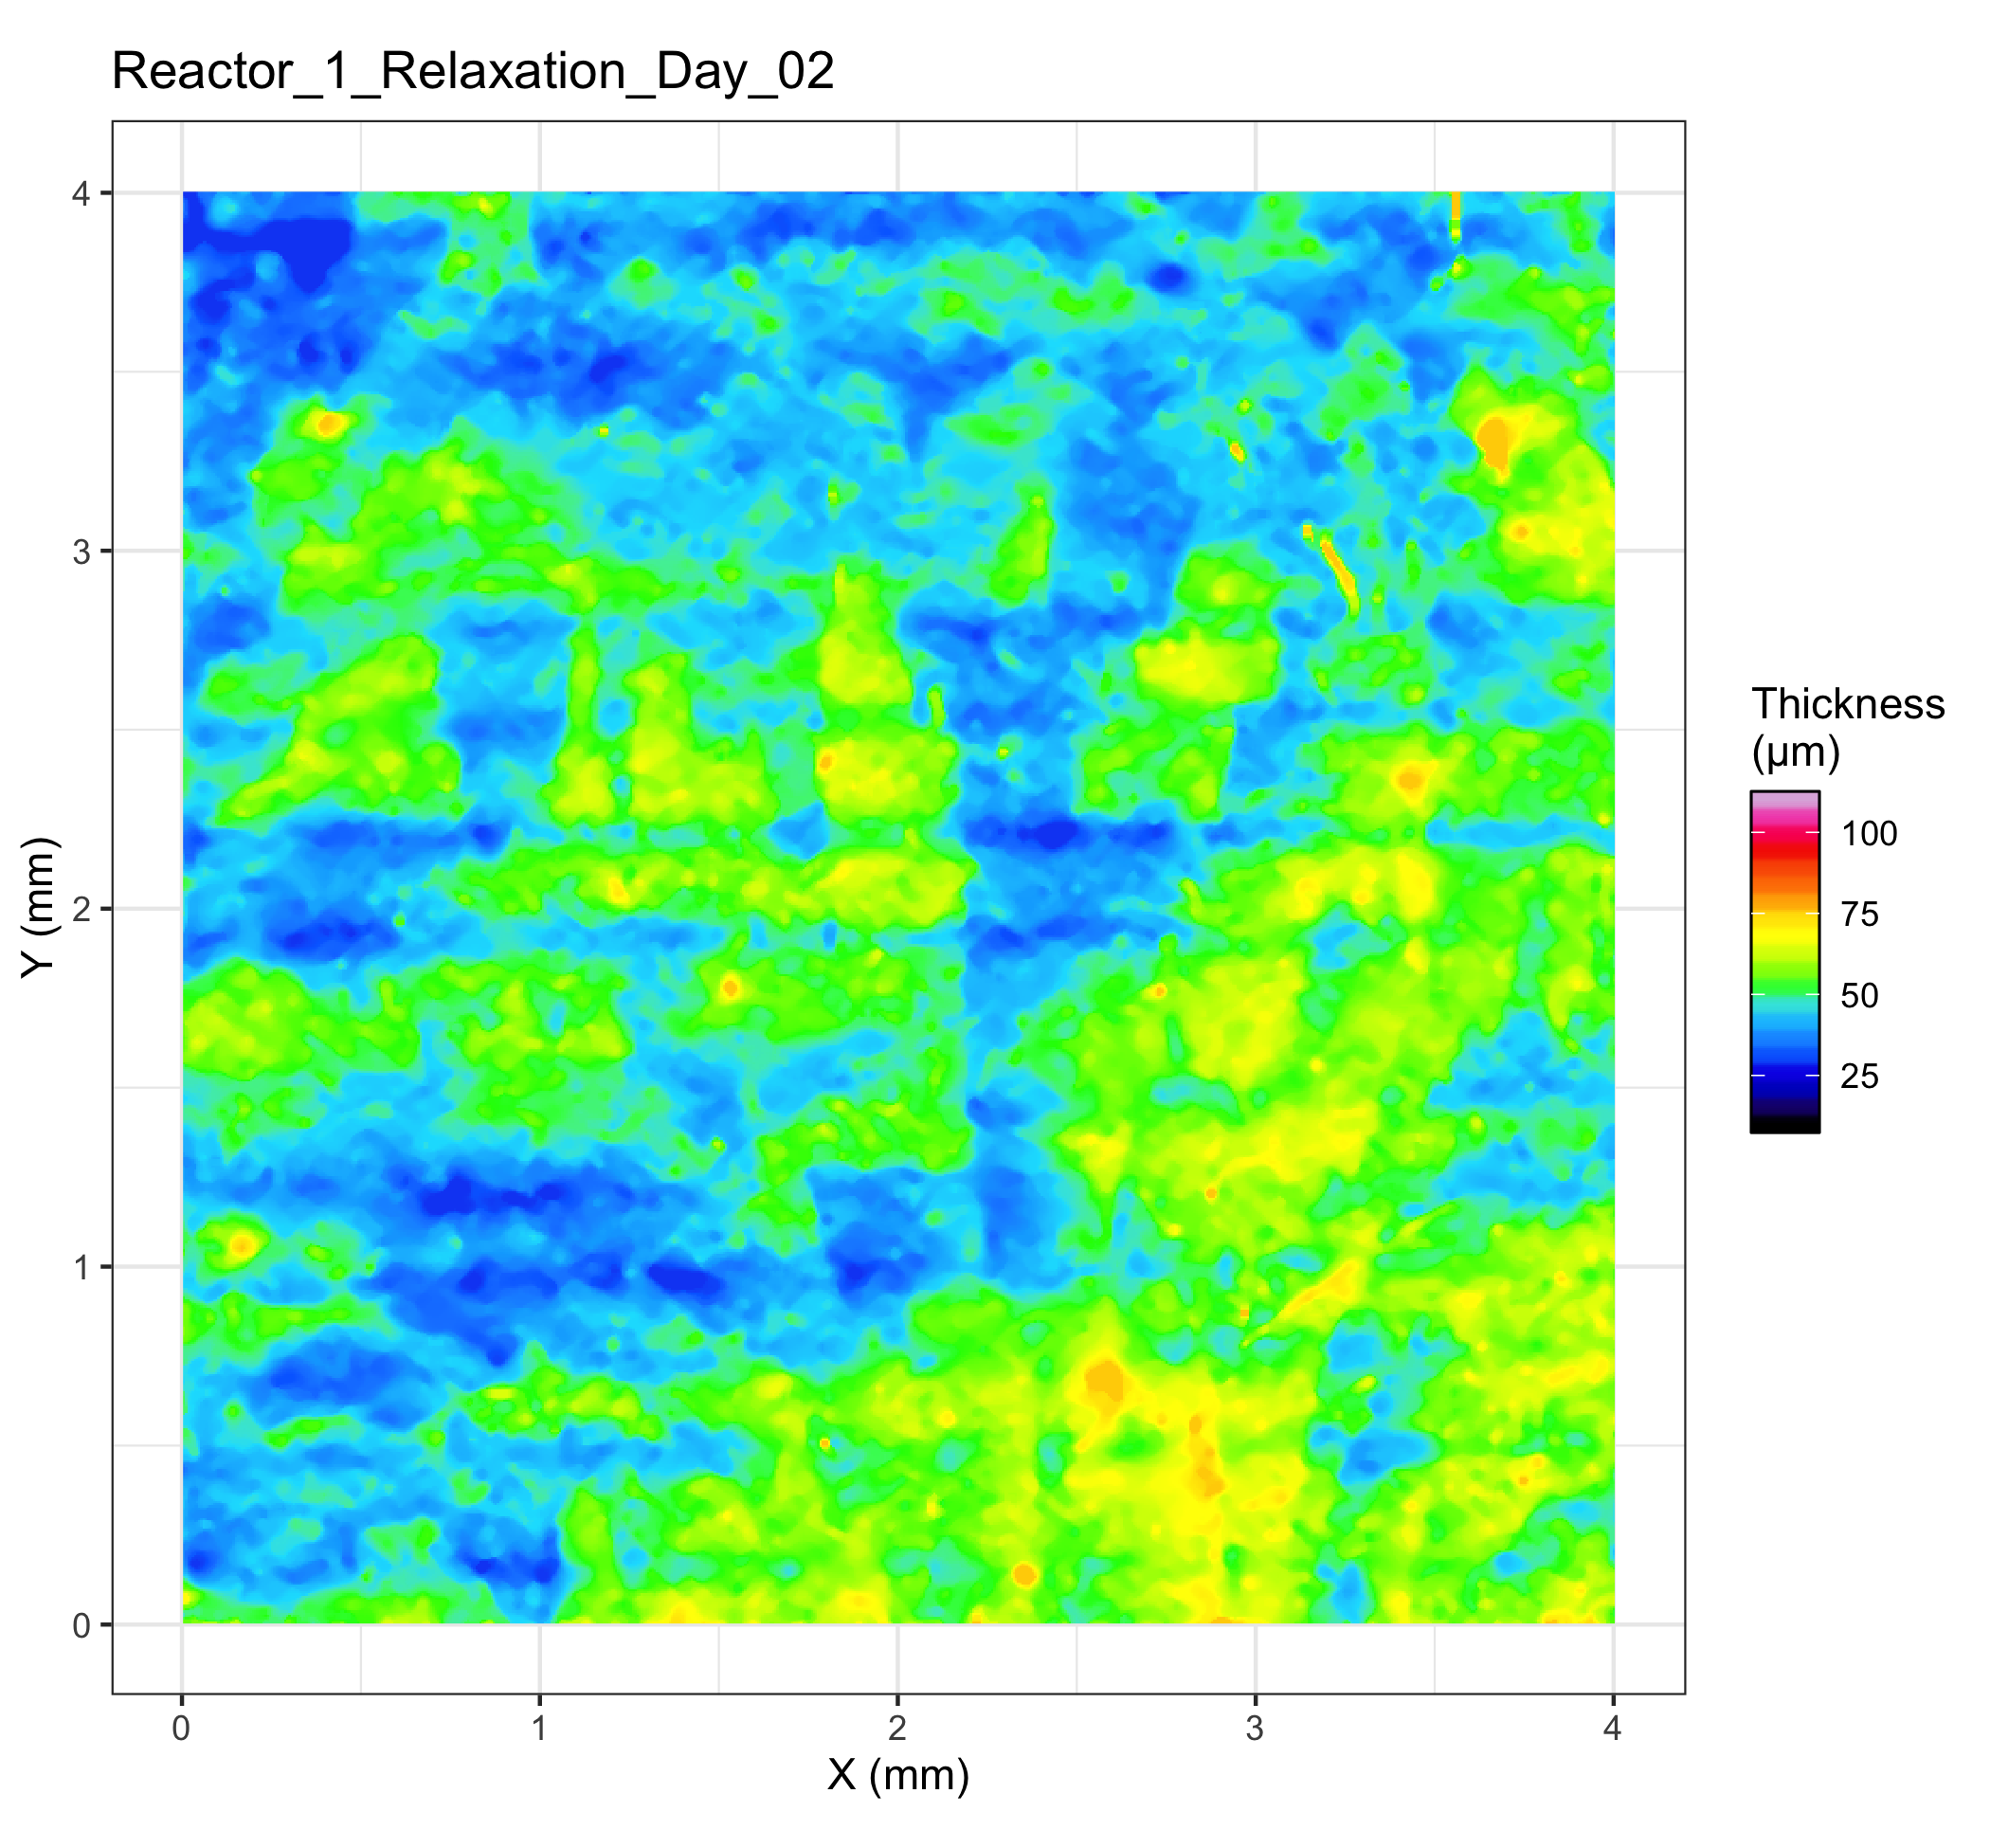 Reactor_1_Relaxation_Day_02
4
3
2
1
0
Y (mm)
0 1 2 3 4
X (mm)
Thickness
(μm)
100
75
50
25